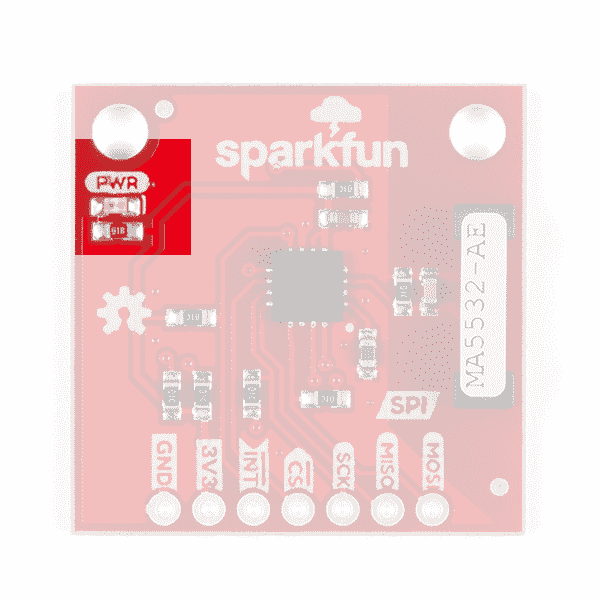 sparkfun
PWR
MA5532-AE
SPI
GND
3V3
INT
CS
SCK
MISO
MOSI